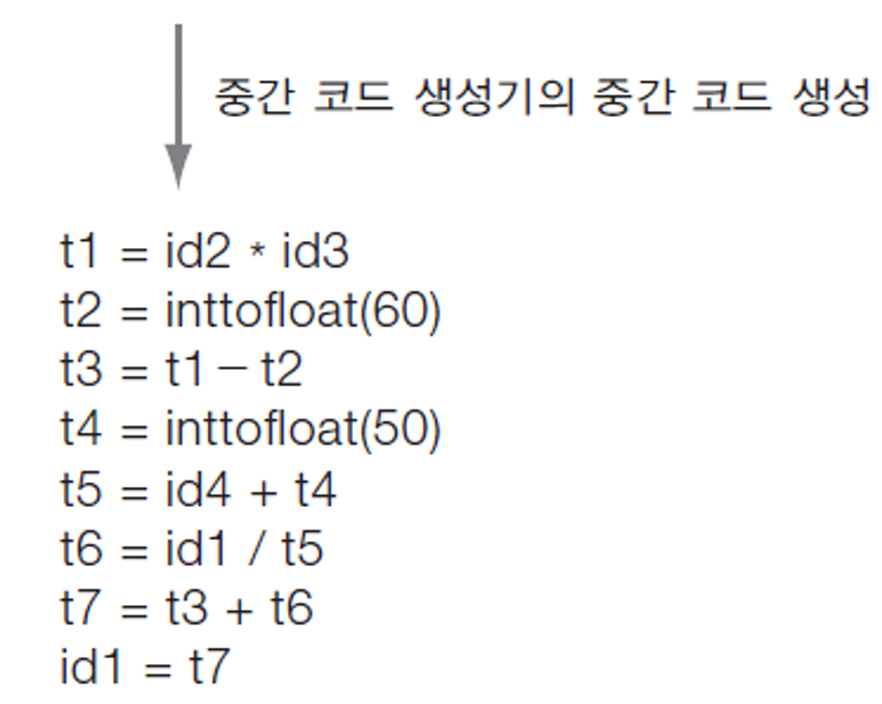 중간 코드 생성기의 중간 코드 생성
t1 = id2 * id3
t2 = inttofloat(60)
t3 = t1 – t2
t4 = inttofloat(50)
t5 = id4 + t4
t6 = id1 / t5
t7 = t3 + t6
id1 = t7